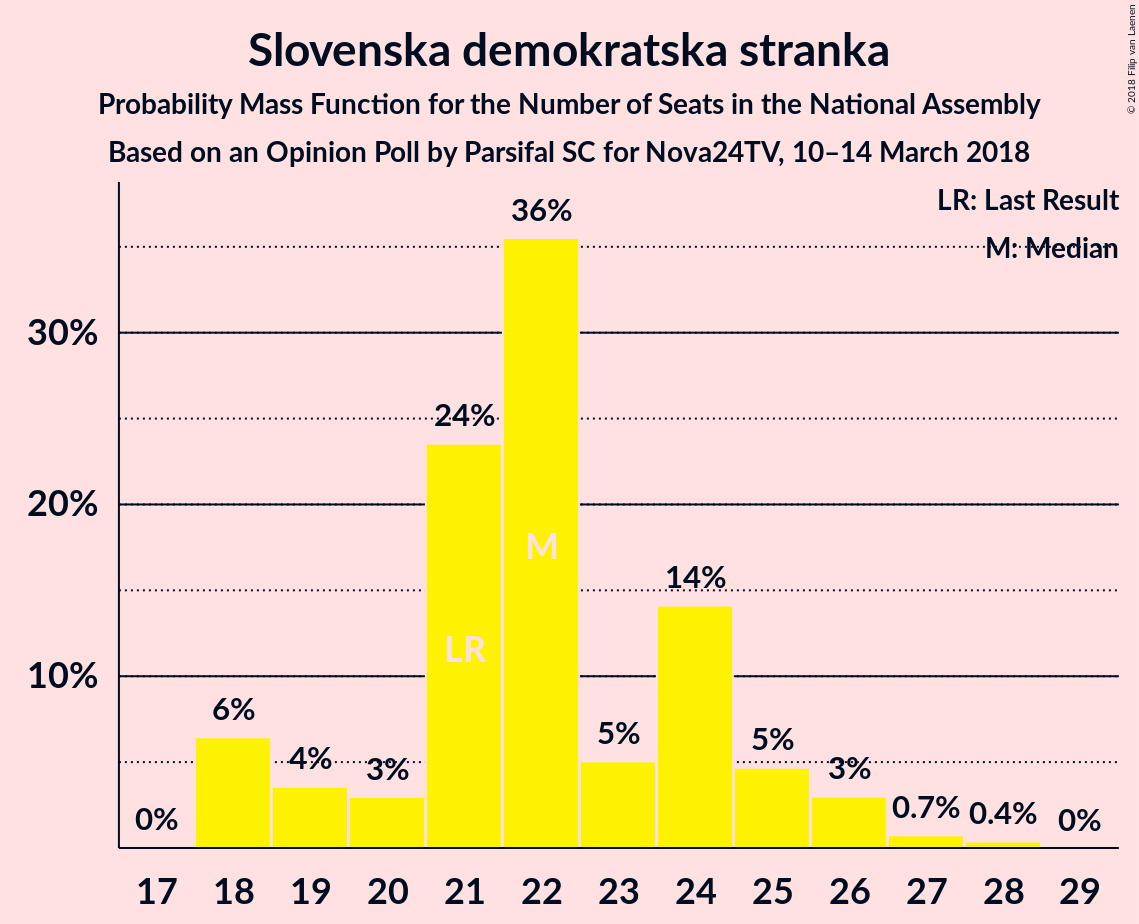 Slovenska demokratska stranka
Probability Mass Function for the Number of Seats in the National Assembly
Based on an Opinion Poll by Parsifal SC for Nova24TV, 10–14 March 2018
© 2018 Filip van Laenen
LR: Last Result
M: Median
30%
20%
10%
0%
6%
4%
3%
24%
36%
5%
14%
5%
3%
0.7%
0.4%
0%
LR
M
17 18 19 20 21 22 23 24 25 26 27 28 29